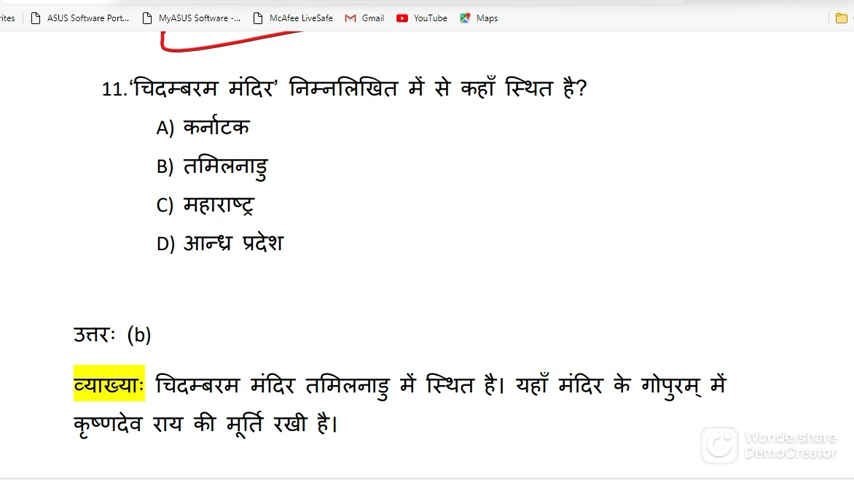 rites ASUS Software Port... MyASUS Software -... McAfee LiveSafe Gmail YouTube Maps
11.‘चिदम्बरम मंदिर’ निम्नलिखित में से कहाँ स्थित है?
A) कर्नाटक
B) तमिलनाडु
C) महाराष्ट्र
D) आन्ध्र प्रदेश
उत्तरः (b)
व्याख्याः चिदम्बरम मंदिर तमिलनाडु में स्थित है। यहाँ मंदिर के गोपुरम् में
कृष्णदेव राय की मूर्ति रखी है।
Wondershare
DemoCreator